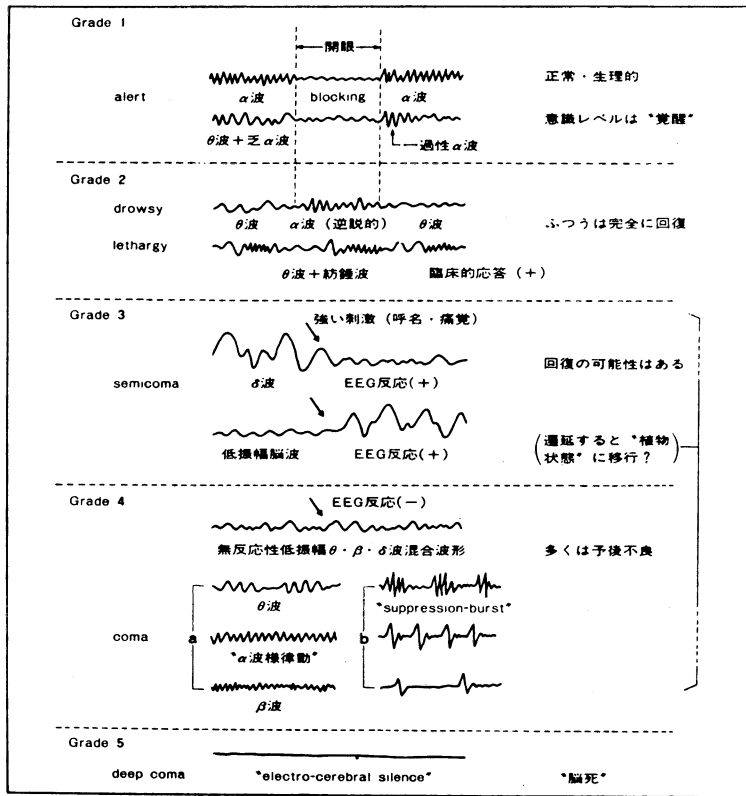 Grade 1
開眼
alert
α波 blocking α波
正常・生理的
θ波+乏α波
過性α波
意識レベルは“覚醒”
Grade 2
drowsy
θ波 α波 (逆説的) θ波
ふつうは完全に回復
lethargy
θ波+紡錘波 臨床的応答 (+)
Grade 3
強い刺激 (呼名・痛覚)
δ波 EEG反応(+)
回復の可能性はある
semicoma
低振幅脳波 EEG反応(+)
(遷延すると“植物
状態”に移行?)
Grade 4
EEG反応(−)
無反応性低振幅θ・β・δ波混合波形
多くは予後不良
θ波
“suppression-burst”
coma
a
“α波様律動”
b
β波
Grade 5
deep coma “electro-cerebral silence” “脳死”